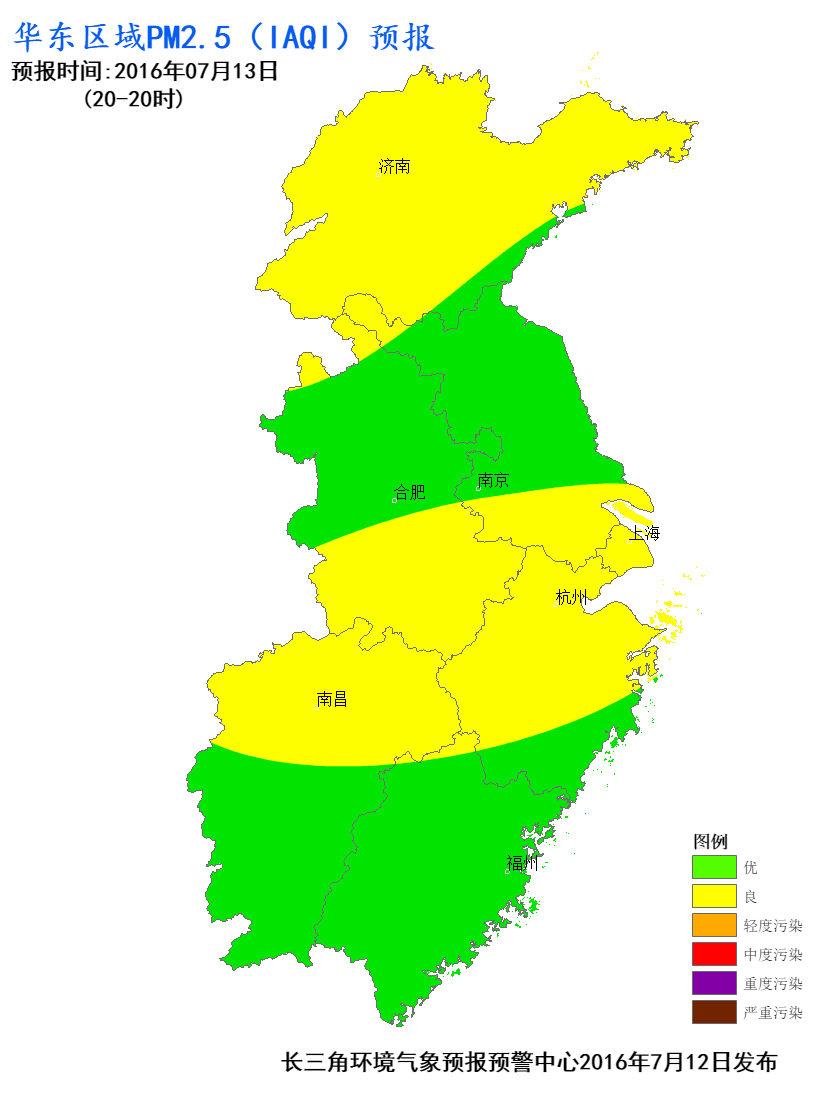 华东区域PM2.5（IAQI）预报
预报时间:2016年07月13日
(20-20时)
济南
南京
合肥
上海
杭州
南昌
福州
图例
优
良
轻度污染
中度污染
重度污染
严重污染
长三角环境气象预报预警中心2016年7月12日发布